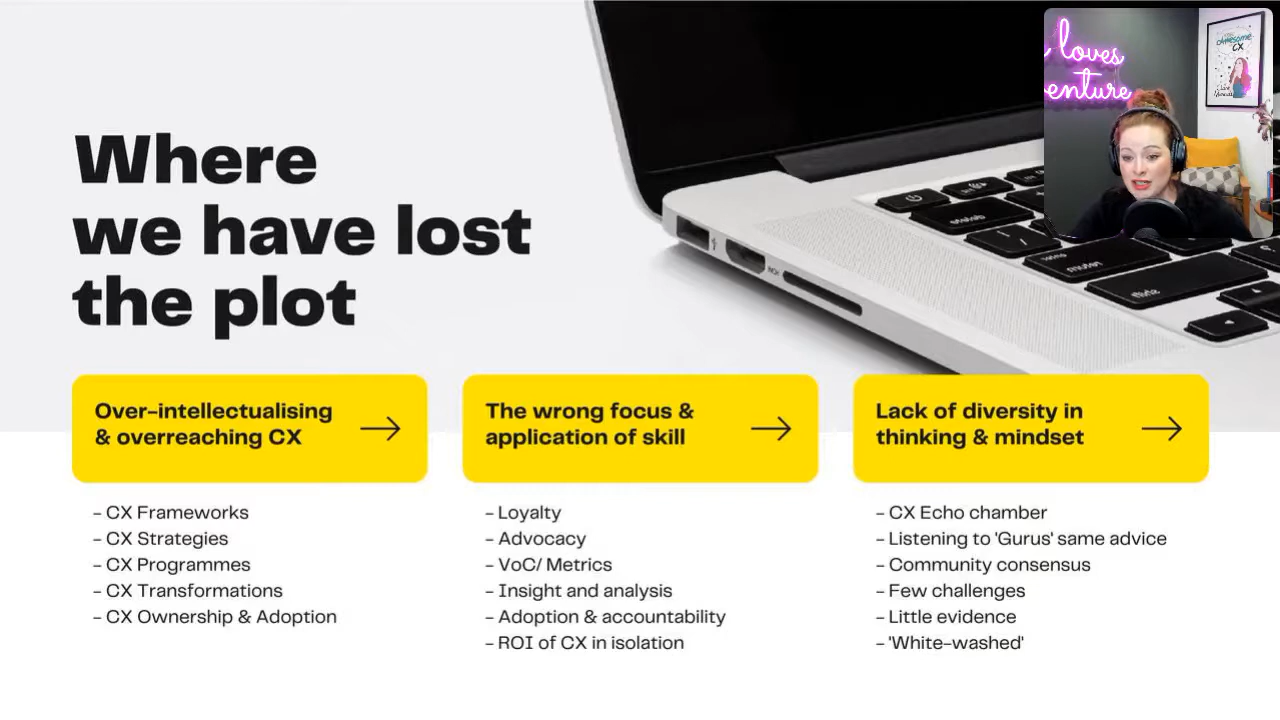 Where
we have lost
the plot
loves
enture
awesome
CX
Over-intellectualising
& overreaching CX
- CX Frameworks
- CX Strategies
- CX Programmes
- CX Transformations
- CX Ownership & Adoption
The wrong focus &
application of skill
- Loyalty
- Advocacy
- VoC/ Metrics
- Insight and analysis
- Adoption & accountability
- ROI of CX in isolation
Lack of diversity in
thinking & mindset
- CX Echo chamber
- Listening to 'Gurus' same advice
- Community consensus
- Few challenges
- Little evidence
- 'White-washed'